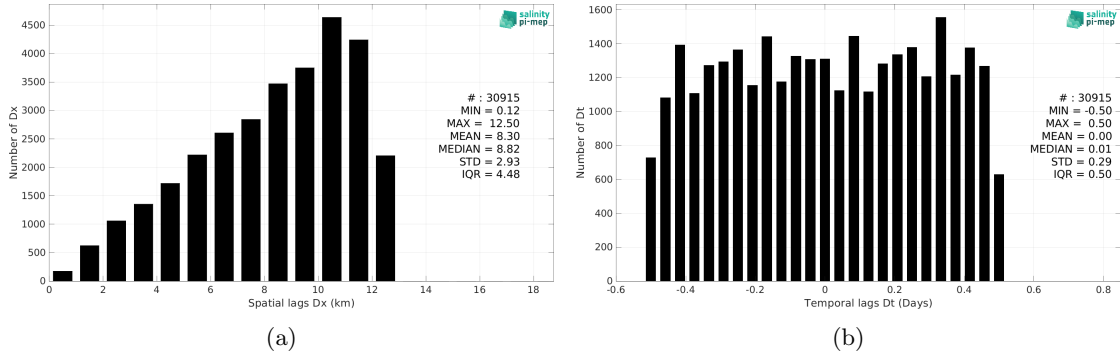 4500
4000
3500
3000
2500
2000
1500
1000
500
0
Number of Dx
0 2 4 6 8 10 12 14 16 18
Spatial lags Dx (km)
salinity
pi-mep
# : 30915
MIN = 0.12
MAX = 12.50
MEAN = 8.30
MEDIAN = 8.82
STD = 2.93
IQR = 4.48
(a)
1600
1400
1200
1000
800
600
400
200
0
Number of Dt
-0.6 -0.4 -0.2 0 0.2 0.4 0.6 0.8
Temporal lags Dt (Days)
salinity
pi-mep
# : 30915
MIN = -0.50
MAX = 0.50
MEAN = 0.00
MEDIAN = 0.01
STD = 0.29
IQR = 0.50
(b)